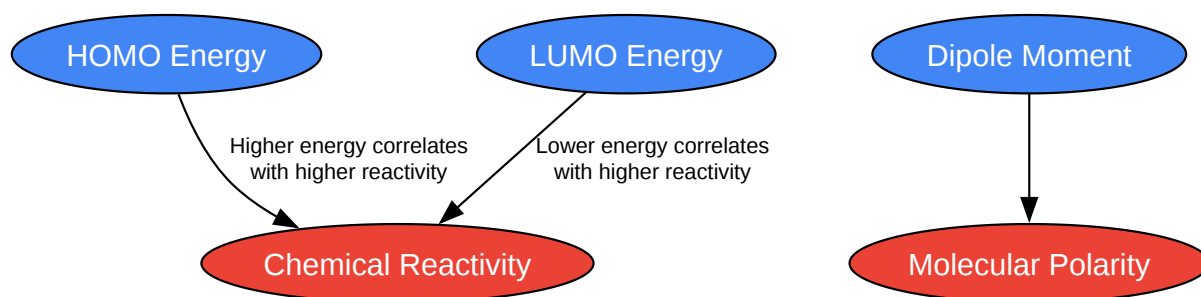 HOMO Energy
LUMO Energy
Dipole Moment
Higher energy correlates
with higher reactivity
Lower energy correlates
with higher reactivity
Chemical Reactivity
Molecular Polarity